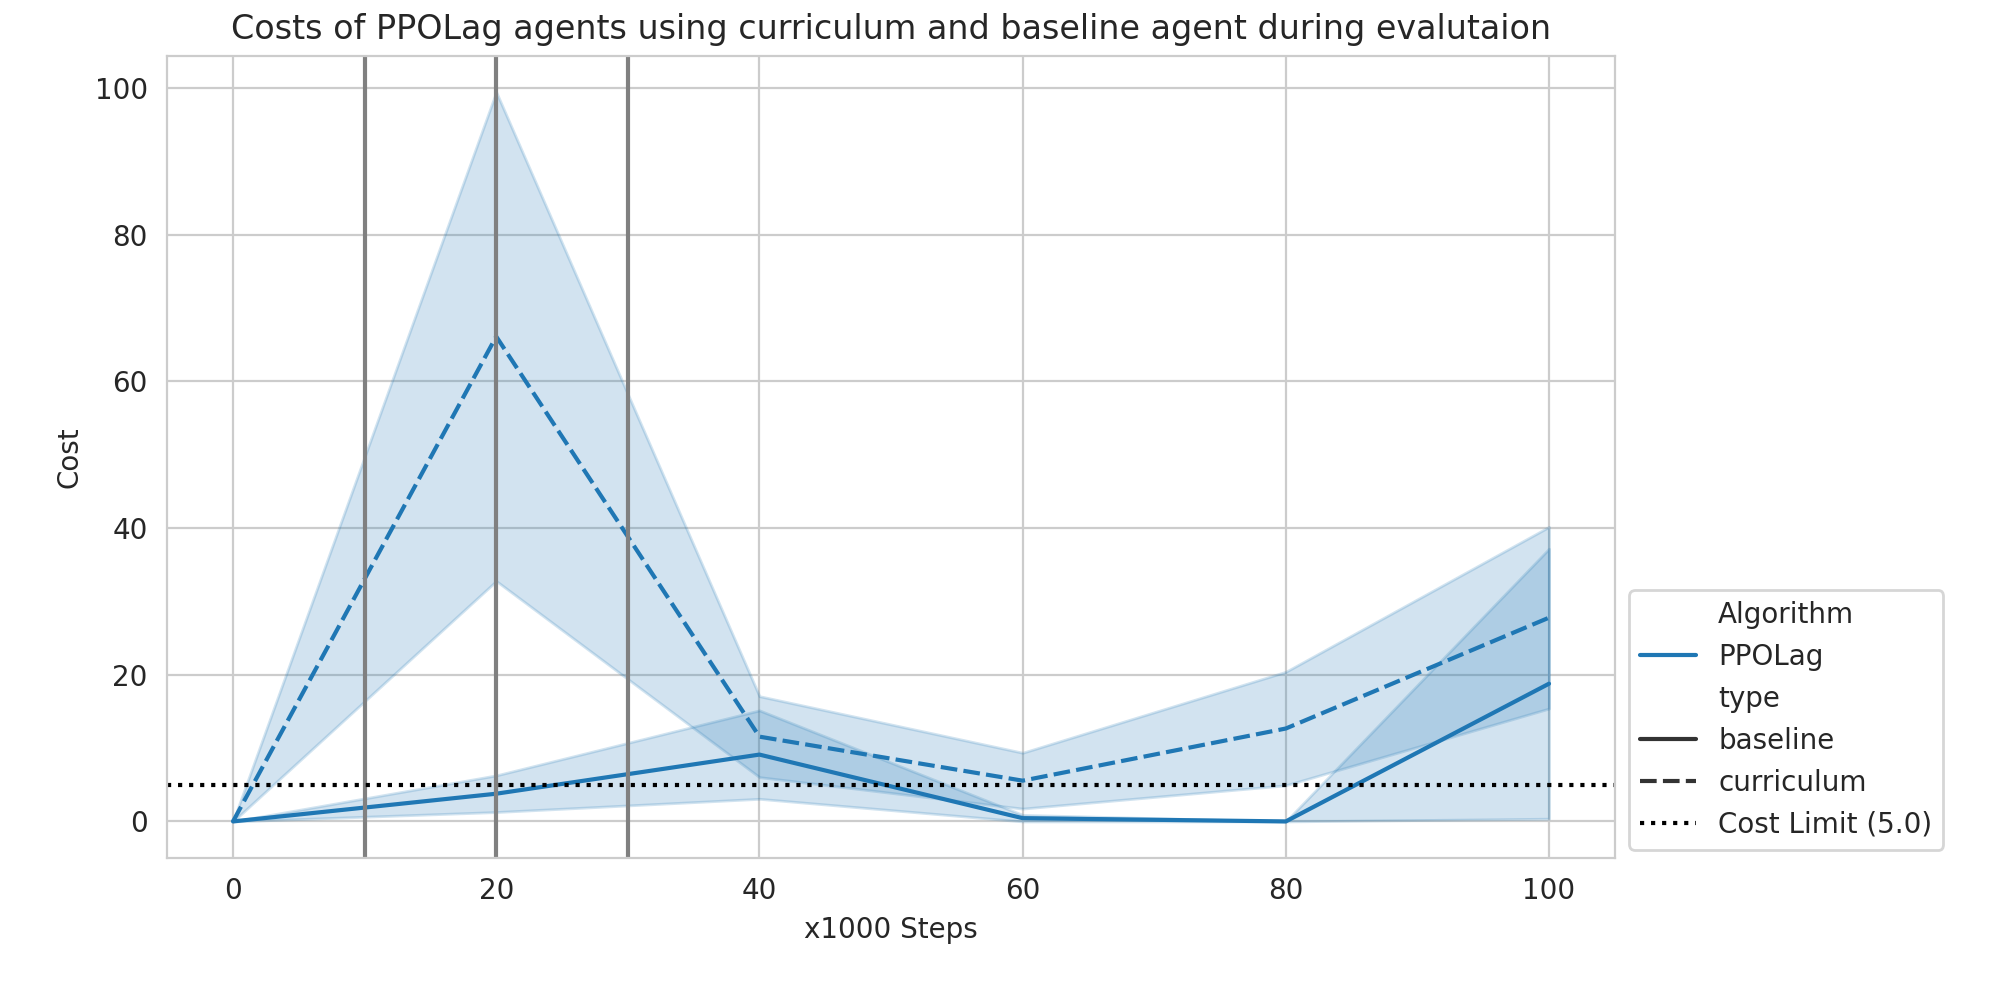 Costs of PPOLag agents using curriculum and baseline agent during evalutaion
100
80
60
40
20
0
Cost
0 20 40 60 80 100
x1000 Steps
Algorithm
PPOLag
type
baseline
curriculum
Cost Limit (5.0)